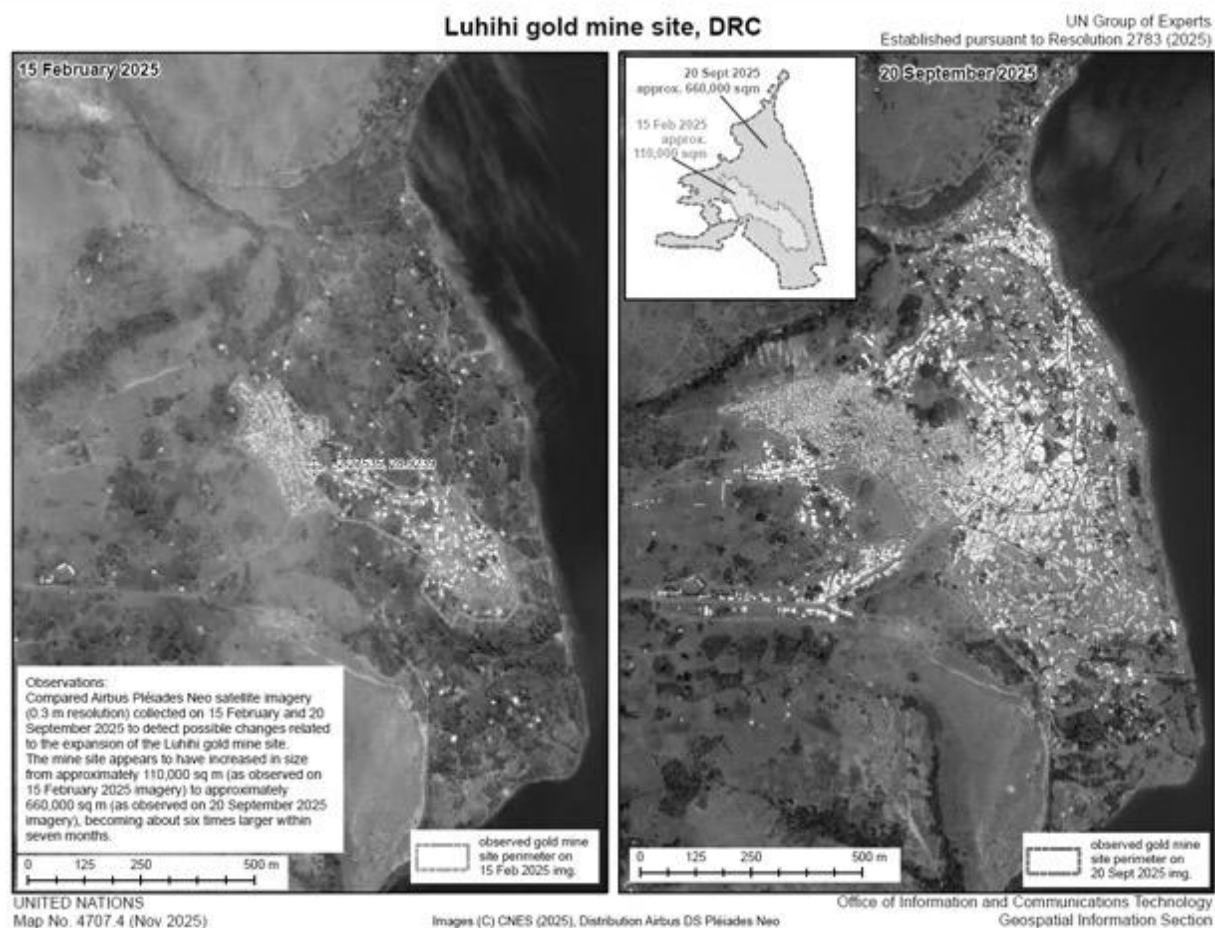 Luhihi gold mine site, DRC
UN Group of Experts
Established pursuant to Resolution 2783 (2025)
15 February 2025
20 Sept 2025
approx. 660,000 sqm
15 Feb 2025
approx.
110,000 sqm
20 September 2025
Observations:
Compared Airbus Pléiades Neo satellite imagery
(0.3 m resolution) collected on 15 February and 20
September 2025 to detect possible changes related
to the expansion of the Luhihi gold mine site.
The mine site appears to have increased in size
from approximately 110,000 sq m (as observed on
15 February 2025 imagery) to approximately
660,000 sq m (as observed on 20 September 2025
imagery), becoming about six times larger within
seven months.
0 125 250 500 m
observed gold mine
site perimeter on
15 Feb 2025 img.
0 125 250 500 m
observed gold mine
site perimeter on
20 Sept 2025 img.
UNITED NATIONS
Map No. 4707.4 (Nov 2025)
Images (C) CNES (2025), Distribution Airbus DS Pléiades Neo
Office of Information and Communications Technology
Geospatial Information Section